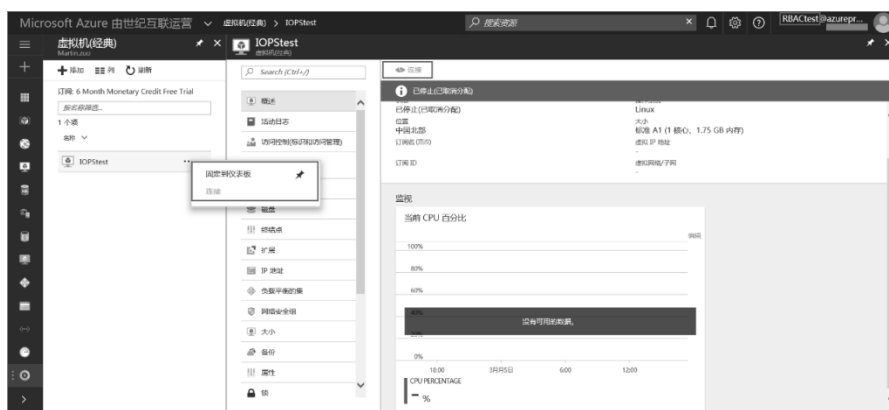 Microsoft Azure 由世纪互联运营
虚拟机(经典) > IOPStest
搜索资源
RBACtest@azurepr...
虚拟机(经典)
Martin.zuo
添加 列 刷新
订阅: 6 Month Monetary Credit Free Trial
按名称筛选...
1 个项
名称
IOPStest
...
固定到仪表板
连接
IOPStest
虚拟机(经典)
Search (Ctrl+/)
概述
活动日志
访问控制(标识和访问管理)
磁盘
终结点
扩展
IP 地址
负载平衡的集
网络安全组
大小
备份
属性
锁
连接
已停止(已取消分配)
已停止(已取消分配)
Linux
位置
大小
中国北部
标准 A1 (1 核心、1.75 GB 内存)
订阅名
虚拟 IP 地址
-
订阅 ID
虚拟网络/子网
-
监视
当前 CPU 百分比
编辑
100%
80%
60%
40%
没有可用的数据。
20%
0%
18:00 3月月5日 6:00 12:00
CPU PERCENTAGE
- %